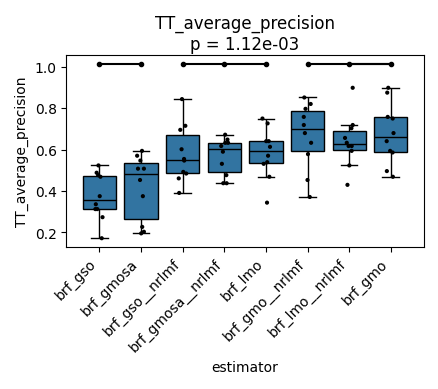 TT_average_precision
p = 1.12e-03
TT_average_precision
1.0
0.8
0.6
0.4
0.2
brf_gso
brf_gmosa
brf_gso__nrlmf
brf_gmosa__nrlmf
brf_lmo
brf_gmo__nrlmf
brf_lmo__nrlmf
brf_gmo
estimator